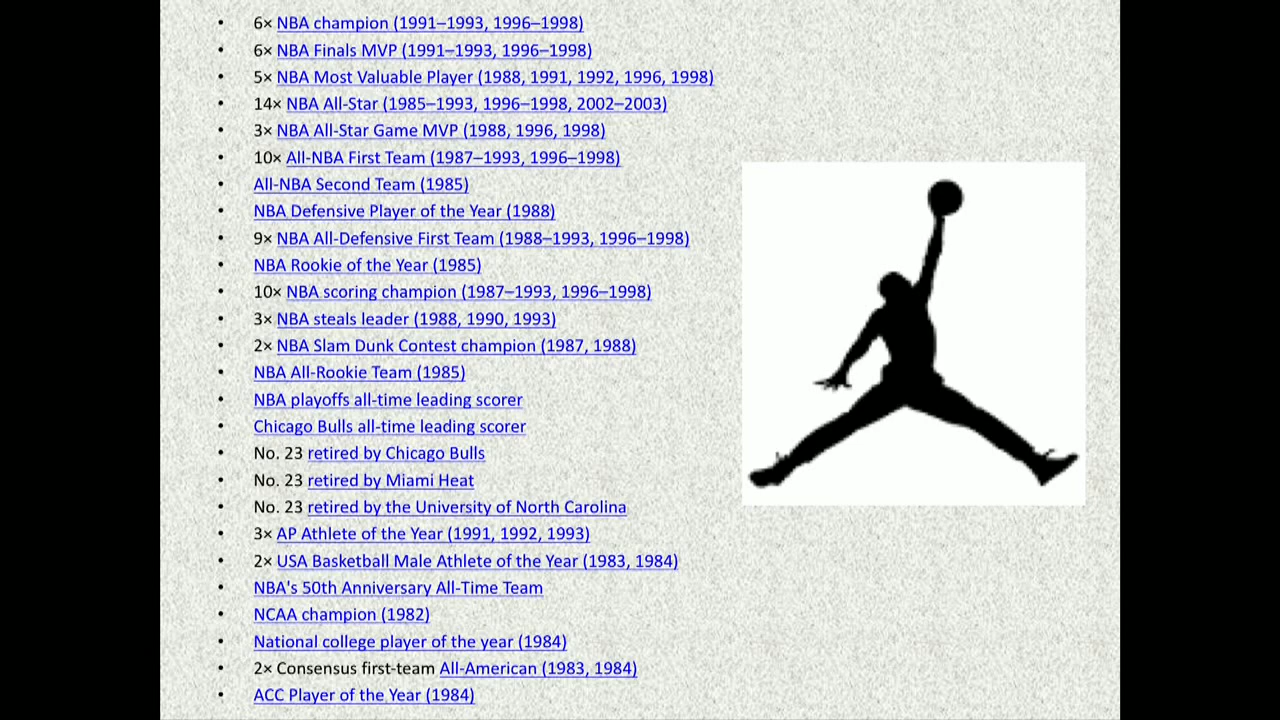 • 6× NBA champion (1991–1993, 1996–1998)
• 6× NBA Finals MVP (1991–1993, 1996–1998)
• 5× NBA Most Valuable Player (1988, 1991, 1992, 1996, 1998)
• 14× NBA All-Star (1985–1993, 1996–1998, 2002–2003)
• 3× NBA All-Star Game MVP (1988, 1996, 1998)
• 10× All-NBA First Team (1987–1993, 1996–1998)
• All-NBA Second Team (1985)
• NBA Defensive Player of the Year (1988)
• 9× NBA All-Defensive First Team (1988–1993, 1996–1998)
• NBA Rookie of the Year (1985)
• 10× NBA scoring champion (1987–1993, 1996–1998)
• 3× NBA steals leader (1988, 1990, 1993)
• 2× NBA Slam Dunk Contest champion (1987, 1988)
• NBA All-Rookie Team (1985)
• NBA playoffs all-time leading scorer
• Chicago Bulls all-time leading scorer
• No. 23 retired by Chicago Bulls
• No. 23 retired by Miami Heat
• No. 23 retired by the University of North Carolina
• 3× AP Athlete of the Year (1991, 1992, 1993)
• 2× USA Basketball Male Athlete of the Year (1983, 1984)
• NBA's 50th Anniversary All-Time Team
• NCAA champion (1982)
• National college player of the year (1984)
• 2× Consensus first-team All-American (1983, 1984)
• ACC Player of the Year (1984)